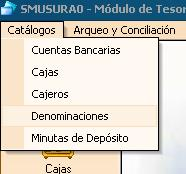 SMUSURA0 - Módulo de Tesor
Catálogos Arqueo y Conciliación
Cuentas Bancarias
Cajas
Cajeros
Denominaciones
Minutas de Depósito
Cajas